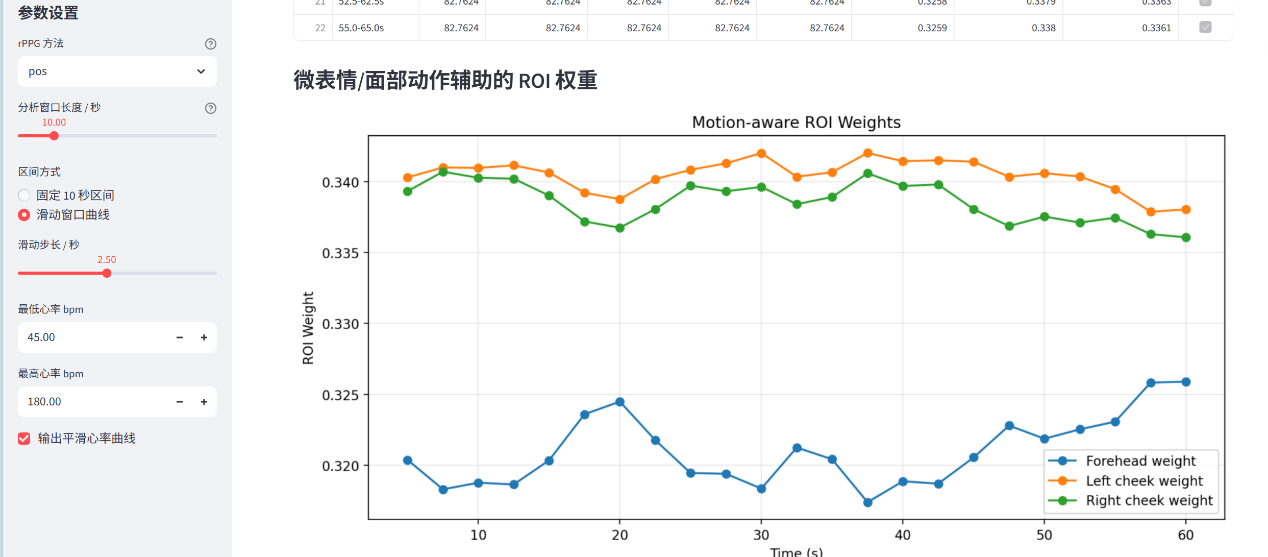 参数设置
rPPG 方法
pos
分析窗口长度 / 秒
10.00
区间方式
固定 10 秒区间
滑动窗口曲线
滑动步长 / 秒
2.50
最低心率 bpm
45.00
最高心率 bpm
180.00
输出平滑心率曲线
21 52.5-62.5s 82.7624 82.7624 82.7624 82.7624 82.7624 0.3258 0.3379 0.3363
22 55.0-65.0s 82.7624 82.7624 82.7624 82.7624 82.7624 0.3259 0.338 0.3361
微表情/面部动作辅助的 ROI 权重
Motion-aware ROI Weights
ROI Weight
0.340
0.335
0.330
0.325
0.320
Forehead weight
Left cheek weight
Right cheek weight
10 20 30 40 50 60
Time (s)